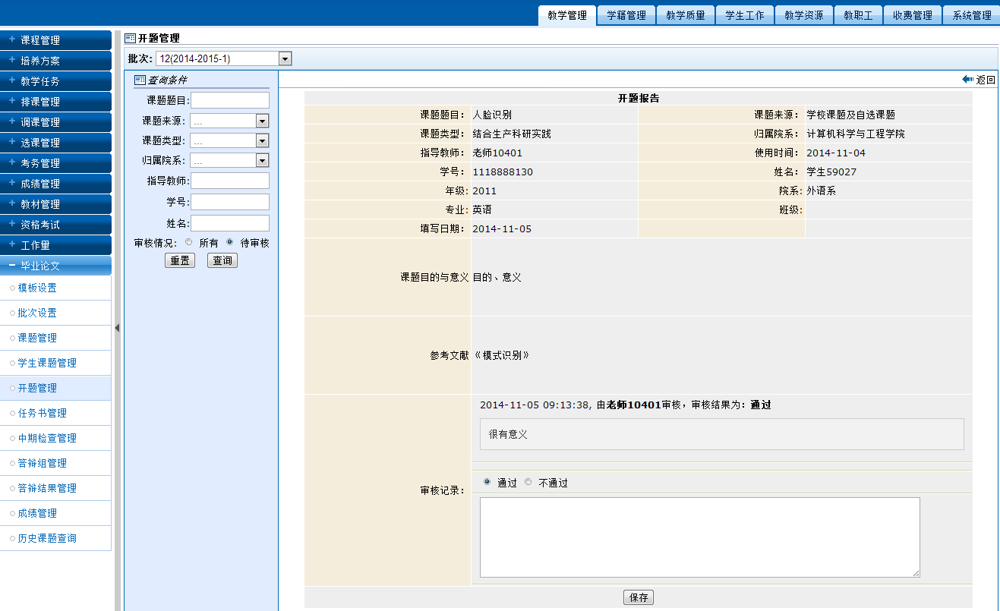 教学管理 学籍管理 教学质量 学生工作 教学资源 教职工 收费管理 系统管理
课程管理
培养方案
教学任务
排课管理
调课管理
选课管理
考务管理
成绩管理
教材管理
资格考试
工作量
毕业论文
模板设置
批次设置
课题管理
学生课题管理
开题管理
任务书管理
中期检查管理
答辩组管理
答辩结果管理
成绩管理
历史课题查询
开题管理
批次: 12(2014-2015-1)
查询条件
课题题目:
课题来源: ...
课题类型: ...
归属院系: ...
指导教师:
学号:
姓名:
审核情况: 所有 待审核
重置 查询
返回
开题报告
课题题目: 人脸识别 课题来源: 学校课题及自选课题
课题类型: 结合生产科研实践 归属院系: 计算机科学与工程学院
指导教师: 老师10401 使用时间: 2014-11-04
学号: 1118888130 姓名: 学生59027
年级: 2011 院系: 外语系
专业: 英语 班级:
填写日期: 2014-11-05
课题目的与意义 目的、意义
参考文献 《模式识别》
审核记录:
2014-11-05 09:13:38, 由老师10401审核，审核结果为: 通过
很有意义
通过 不通过
保存